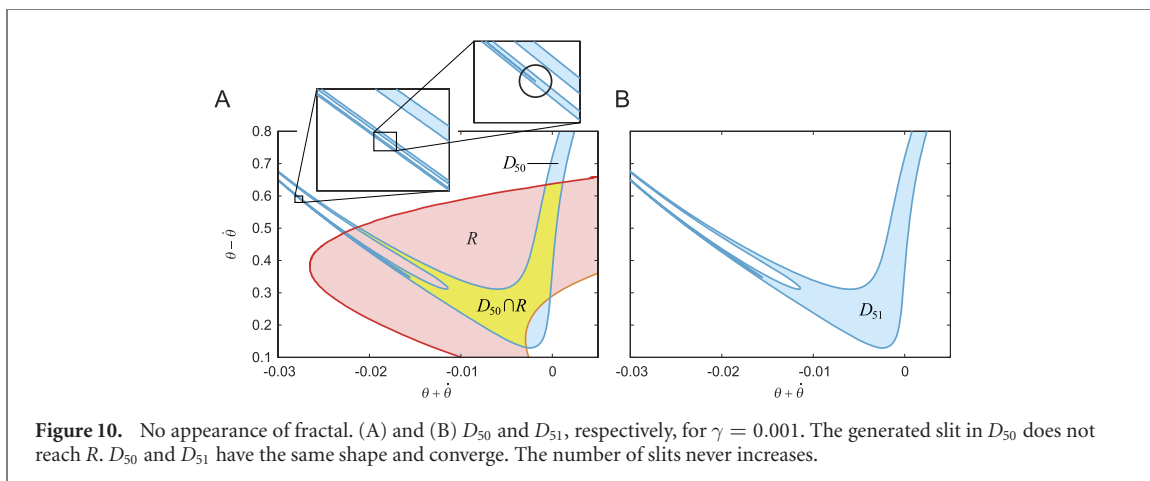 A
B
0.8
0.7
0.6
0.5
0.4
0.3
0.2
0.1
θ − θ̇
-0.03
-0.02
-0.01
0
θ + θ̇
D₅₀
R
D₅₀∩R
-0.03
-0.02
-0.01
0
θ + θ̇
D₅₁
Figure 10. No appearance of fractal. (A) and (B) D₅₀ and D₅₁, respectively, for γ = 0.001. The generated slit in D₅₀ does not
reach R. D₅₀ and D₅₁ have the same shape and converge. The number of slits never increases.